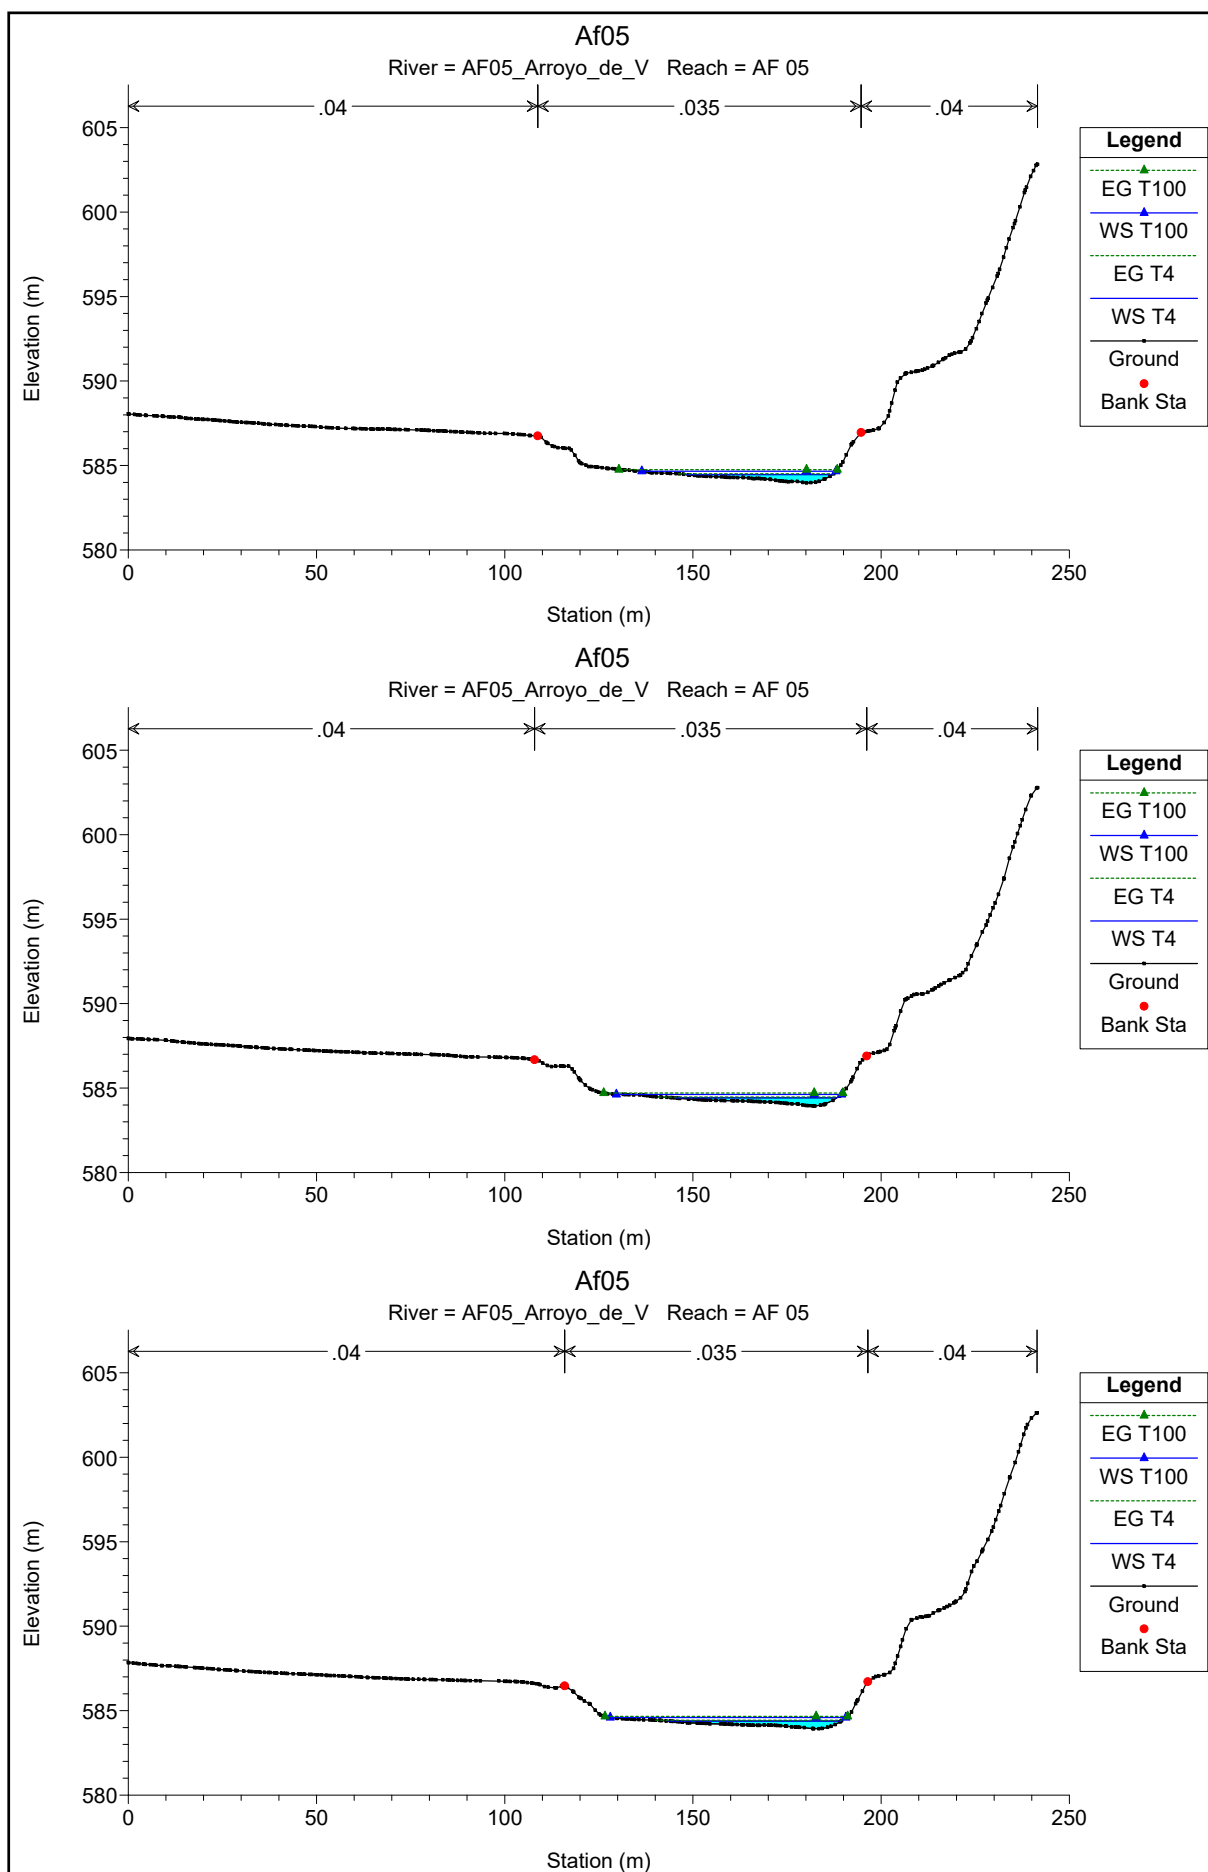 Af05
River = AF05_Arroyo_de_V Reach = AF 05
.04 .035 .04
605
600
595
590
585
580
Elevation (m)
0 50 100 150 200 250
Station (m)
Legend
EG T100
WS T100
EG T4
WS T4
Ground
Bank Sta
Af05
River = AF05_Arroyo_de_V Reach = AF 05
.04 .035 .04
605
600
595
590
585
580
Elevation (m)
0 50 100 150 200 250
Station (m)
Legend
EG T100
WS T100
EG T4
WS T4
Ground
Bank Sta
Af05
River = AF05_Arroyo_de_V Reach = AF 05
.04 .035 .04
605
600
595
590
585
580
Elevation (m)
0 50 100 150 200 250
Station (m)
Legend
EG T100
WS T100
EG T4
WS T4
Ground
Bank Sta